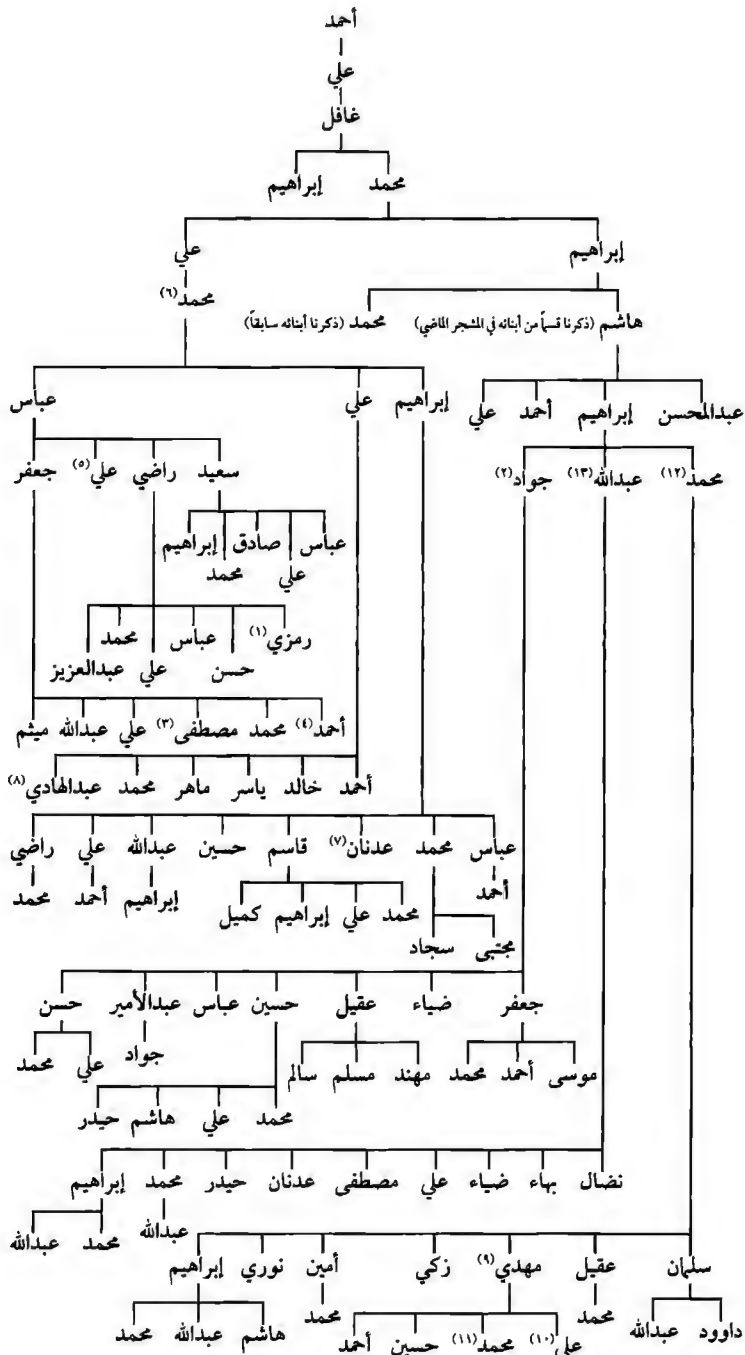 أحمد
علي
غافل
محمد إبراهيم
إبراهيم علي
محمد (٦)
هاشم (ذكرنا قسماً من أبنائه في المشجر الماضي) محمد (ذكرنا أبنائه سابقاً)
عبدالمحسن إبراهيم أحمد علي إبراهيم علي عباس
محمد (١٢) عبدالله (١٣) جواد (٢) سعيد راضي علي (٥) جعفر
عباس صادق إبراهيم
علي محمد
رمزي (١) عباس محمد
حسن علي عبدالعزيز
أحمد (٤) محمد مصطفى (٣) علي عبدالله ميثم
أحمد خالد ياسر ماهر محمد عبدالهادي (٨)
عباس محمد عدنان (٧) قاسم حسين عبدالله علي راضي
أحمد محمد علي إبراهيم كميل إبراهيم أحمد محمد
مجتبى سجاد
جعفر ضياء عقيل حسين عباس عبدالأمير حسن
موسى أحمد محمد مهند مسلم سالم جواد علي محمد
محمد علي هاشم حيدر
نضال بهاء ضياء علي مصطفى عدنان حيدر محمد إبراهيم
عبدالله محمد عبدالله
سلمان عقيل مهدي (٩) زكي أمين نوري إبراهيم
داوود عبدالله محمد علي (١٠) محمد (١١) حسين أحمد محمد هاشم عبدالله محمد